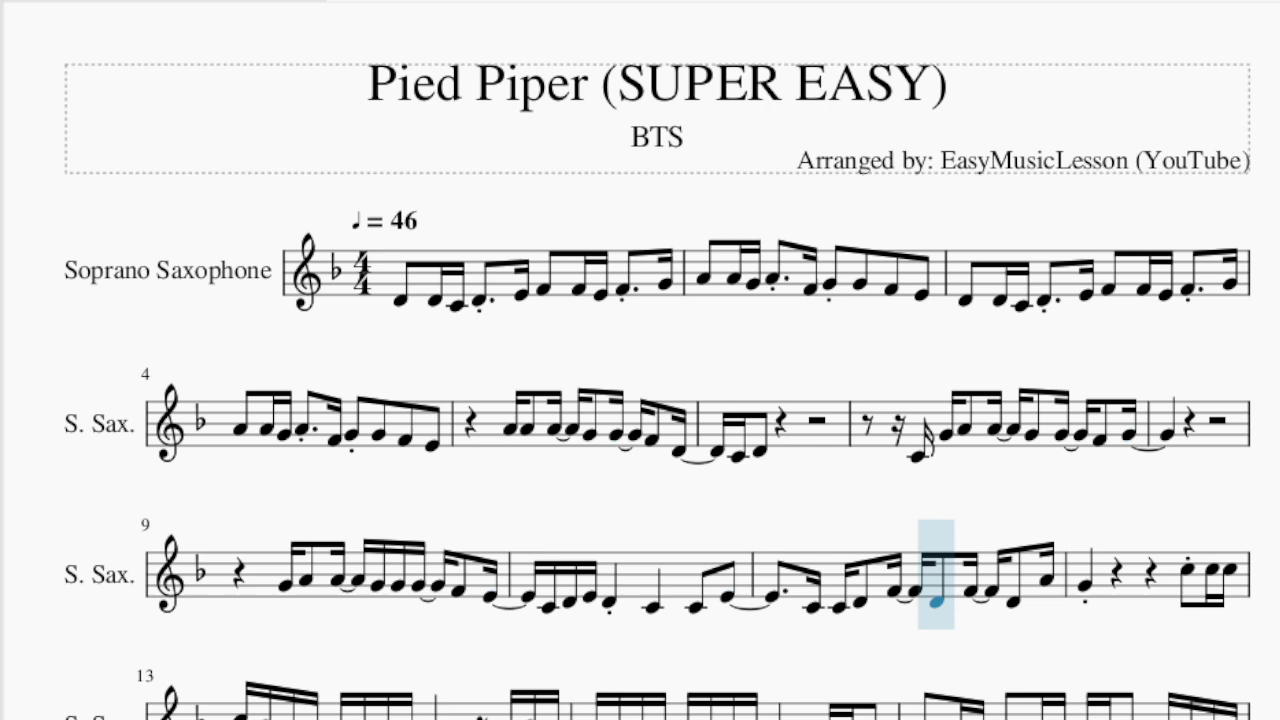 Pied Piper (SUPER EASY)
BTS
Arranged by: EasyMusicLesson (YouTube)
♩ = 46
Soprano Saxophone
4
S. Sax.
9
S. Sax.
13